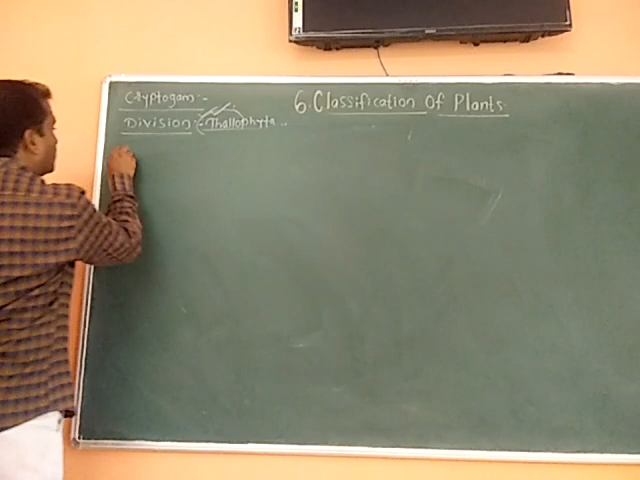 6. Classification Of Plants.
Cryptogam:-
Division:- Thallophyta..